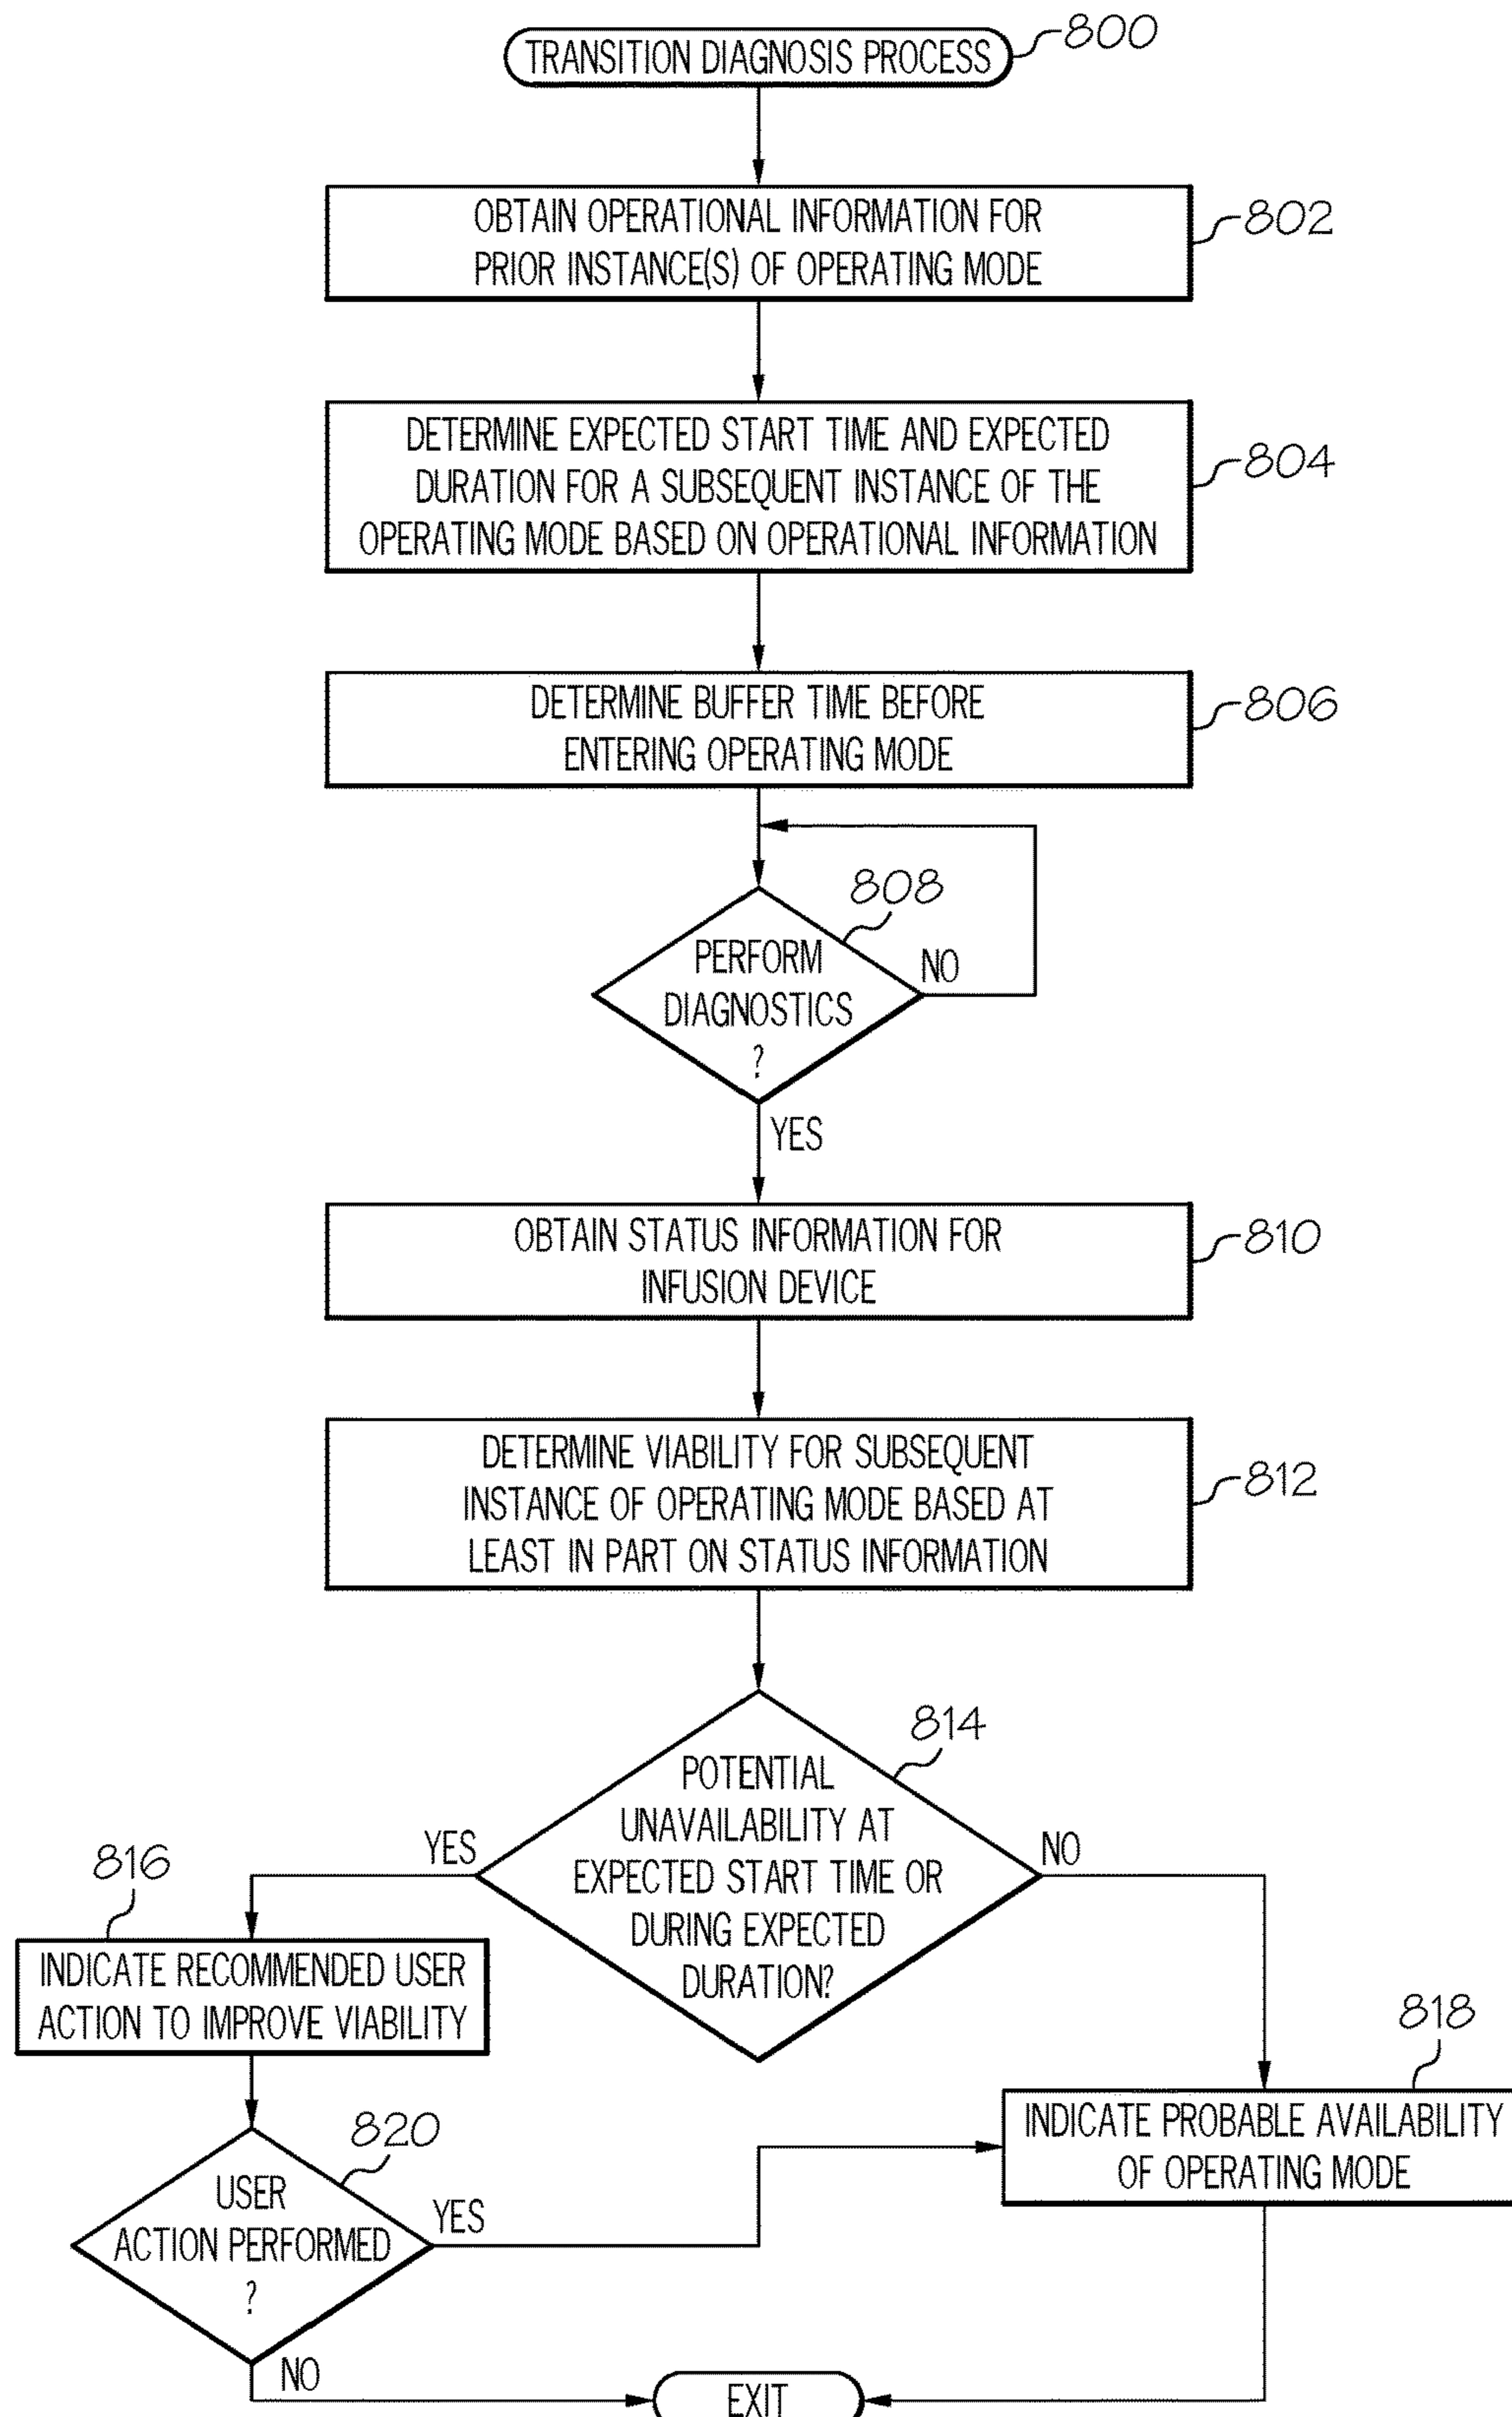 TRANSITION DIAGNOSIS PROCESS
800
OBTAIN OPERATIONAL INFORMATION FOR
PRIOR INSTANCE(S) OF OPERATING MODE
802
DETERMINE EXPECTED START TIME AND EXPECTED
DURATION FOR A SUBSEQUENT INSTANCE OF THE
OPERATING MODE BASED ON OPERATIONAL INFORMATION
804
DETERMINE BUFFER TIME BEFORE
ENTERING OPERATING MODE
806
808
PERFORM
DIAGNOSTICS
?
NO
YES
OBTAIN STATUS INFORMATION FOR
INFUSION DEVICE
810
DETERMINE VIABILITY FOR SUBSEQUENT
INSTANCE OF OPERATING MODE BASED AT
LEAST IN PART ON STATUS INFORMATION
812
814
POTENTIAL
UNAVAILABILITY AT
EXPECTED START TIME OR
DURING EXPECTED
DURATION?
YES
NO
816
INDICATE RECOMMENDED USER
ACTION TO IMPROVE VIABILITY
818
INDICATE PROBABLE AVAILABILITY
OF OPERATING MODE
820
USER
ACTION PERFORMED
?
YES
NO
EXIT